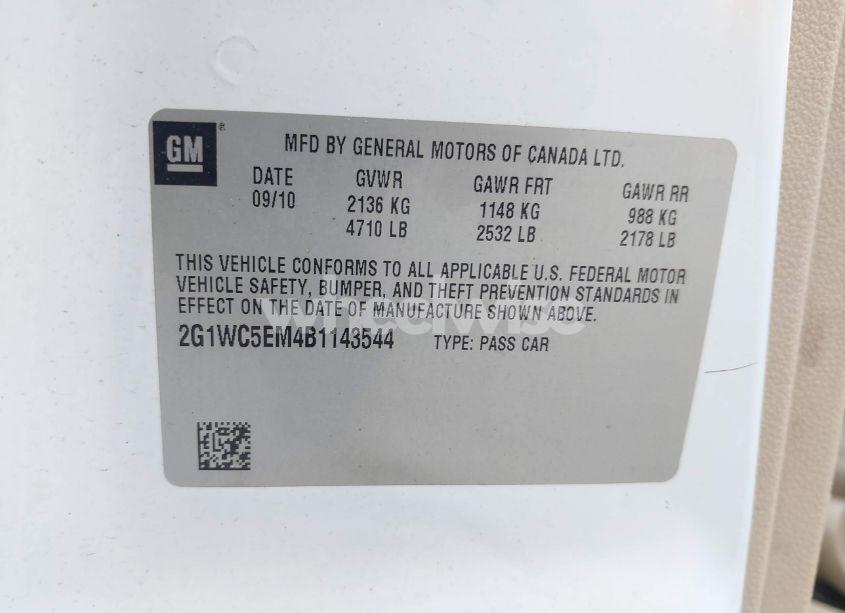 GM®
MFD BY GENERAL MOTORS OF CANADA LTD.
DATE GVWR GAWR FRT GAWR RR
09/10 2136 KG 1148 KG 988 KG
4710 LB 2532 LB 2178 LB
THIS VEHICLE CONFORMS TO ALL APPLICABLE U.S. FEDERAL MOTOR
VEHICLE SAFETY, BUMPER, AND THEFT PREVENTION STANDARDS IN
EFFECT ON THE DATE OF MANUFACTURE SHOWN ABOVE.
wheelwise
2G1WC5EM4B1143544 TYPE: PASS CAR